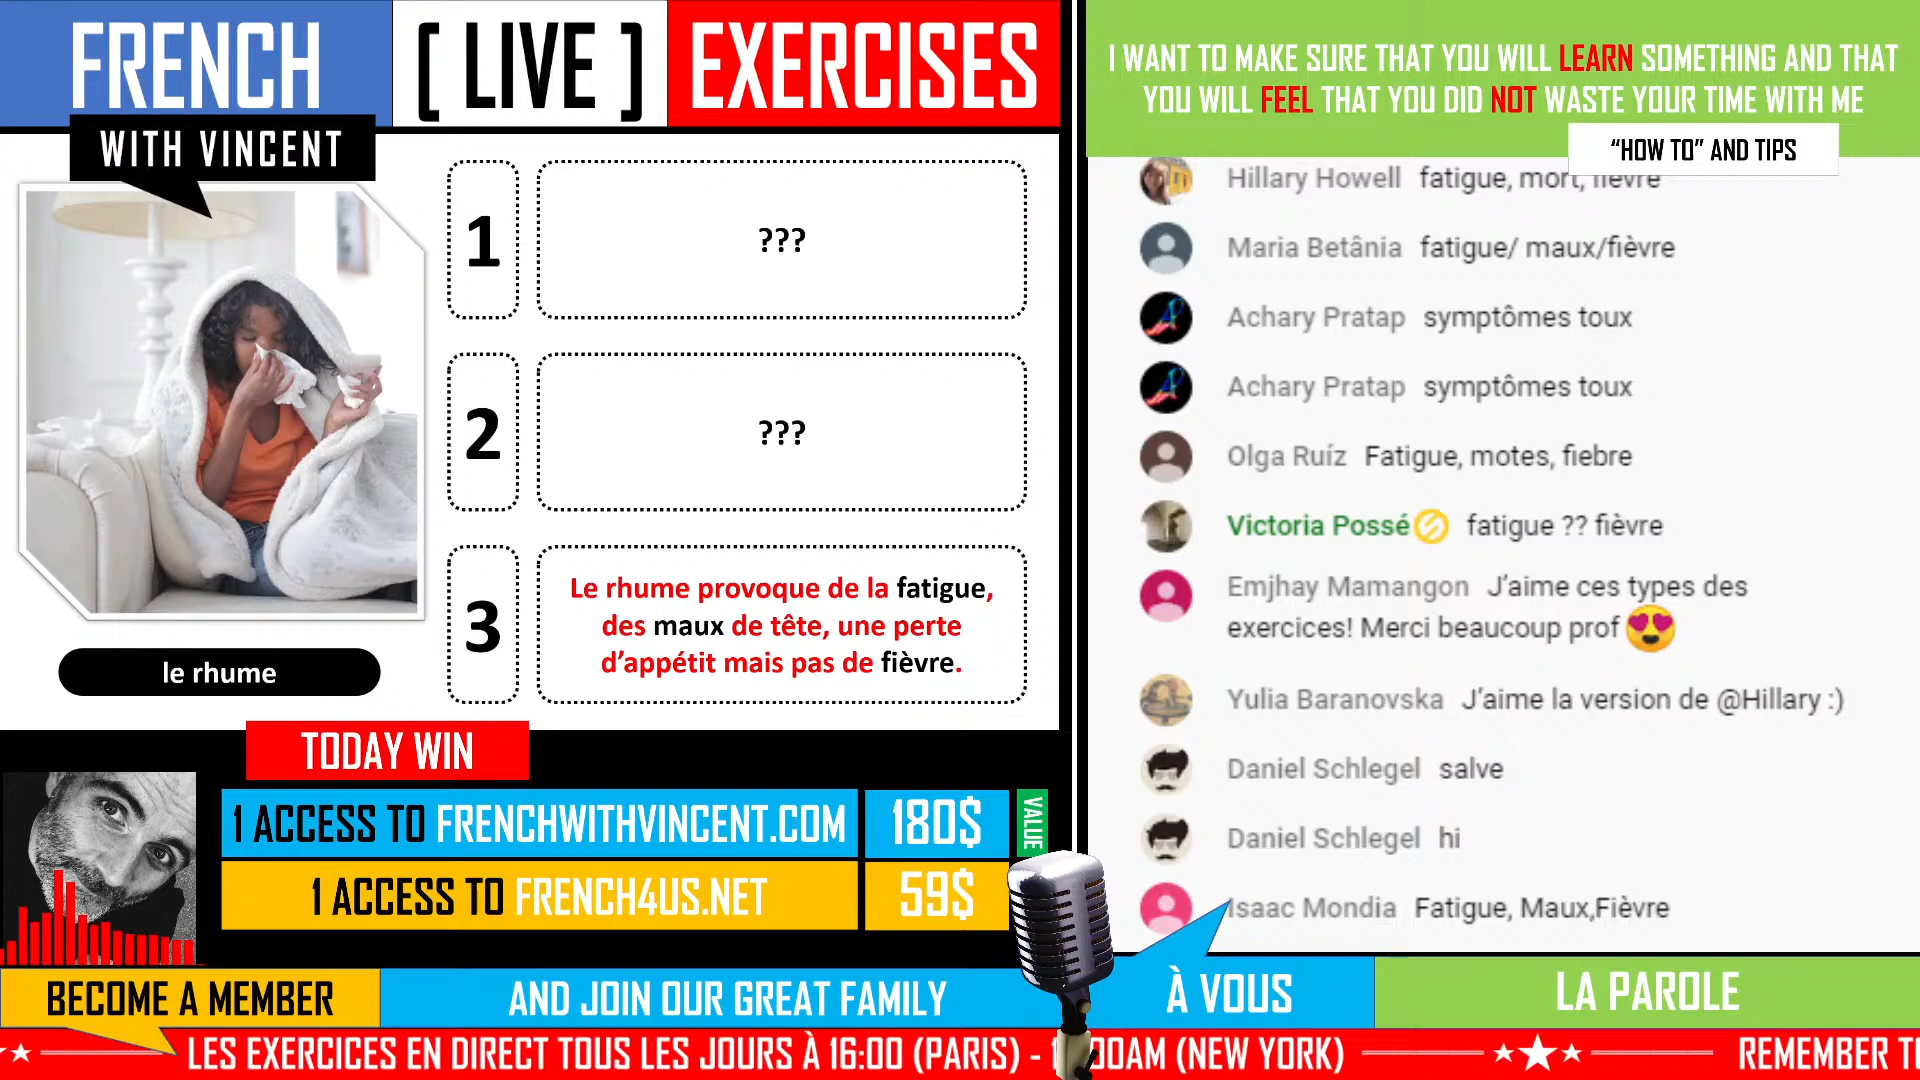 FRENCH
[ LIVE ]
EXERCISES
WITH VINCENT
1
???
2
???
3
Le rhume provoque de la fatigue,
des maux de tête, une perte
d’appétit mais pas de fièvre.
le rhume
TODAY WIN
1 ACCESS TO FRENCHWITHVINCENT.COM
180$
VALUE
1 ACCESS TO FRENCH4US.NET
59$
BECOME A MEMBER
AND JOIN OUR GREAT FAMILY
I WANT TO MAKE SURE THAT YOU WILL LEARN SOMETHING AND THAT
YOU WILL FEEL THAT YOU DID NOT WASTE YOUR TIME WITH ME
“HOW TO” AND TIPS
Hillary Howell fatigue, mort, fièvre
Maria Betânia fatigue/ maux/fièvre
Achary Pratap symptômes toux
Achary Pratap symptômes toux
Olga Ruíz Fatigue, motes, fiebre
Victoria Possé fatigue ?? fièvre
Emjhay Mamangon J’aime ces types des
exercices! Merci beaucoup prof 😍
Yulia Baranovska J’aime la version de @Hillary :)
Daniel Schlegel salve
Daniel Schlegel hi
Isaac Mondia Fatigue, Maux,Fièvre
À VOUS
LA PAROLE
LES EXERCICES EN DIRECT TOUS LES JOURS À 16:00 (PARIS) - 00AM (NEW YORK)
REMEMBER